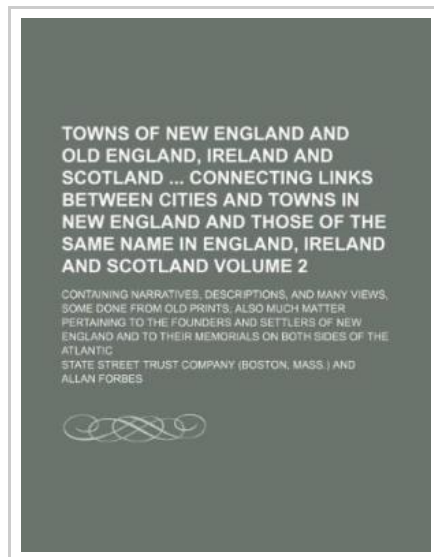 TOWNS OF NEW ENGLAND AND
OLD ENGLAND, IRELAND AND
SCOTLAND ... CONNECTING LINKS
BETWEEN CITIES AND TOWNS IN
NEW ENGLAND AND THOSE OF THE
SAME NAME IN ENGLAND, IRELAND
AND SCOTLAND VOLUME 2
CONTAINING NARRATIVES, DESCRIPTIONS, AND MANY VIEWS,
SOME DONE FROM OLD PRINTS; ALSO MUCH MATTER
PERTAINING TO THE FOUNDERS AND SETTLERS OF NEW
ENGLAND AND TO THEIR MEMORIALS ON BOTH SIDES OF THE
ATLANTIC
STATE STREET TRUST COMPANY (BOSTON, MASS.) AND
ALLAN FORBES